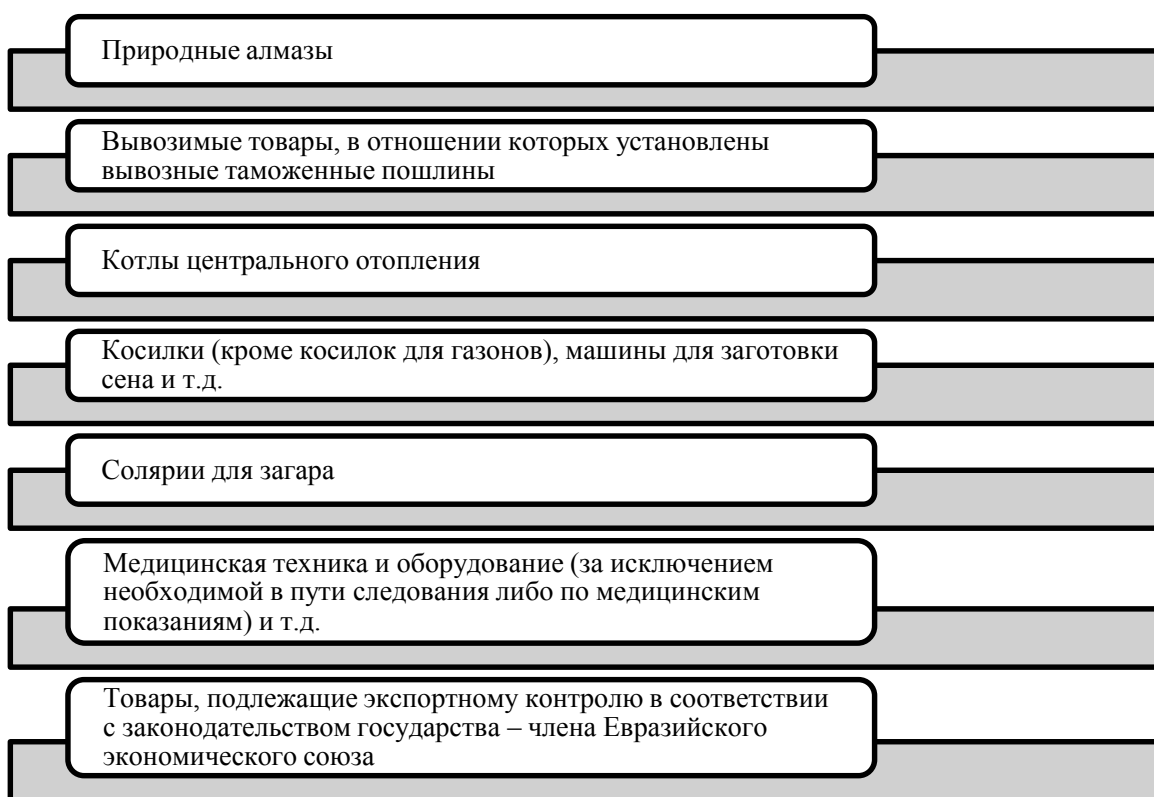 Природные алмазы
Вывозимые товары, в отношении которых установлены
вывозные таможенные пошлины
Котлы центрального отопления
Косилки (кроме косилок для газонов), машины для заготовки
сена и т.д.
Солярии для загара
Медицинская техника и оборудование (за исключением
необходимой в пути следования либо по медицинским
показаниям) и т.д.
Товары, подлежащие экспортному контролю в соответствии
с законодательством государства – члена Евразийского
экономического союза